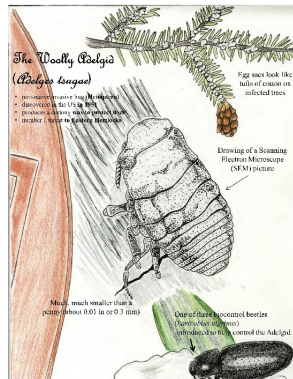 The Woolly Adelgid
(Adelges tsugae)
• non-native invasive bug (Hemiptera)
• discovered in the US in 1951
• produces a cottony wax to protect itself
• number 1 threat to Eastern Hemlocks
Egg sacs look like
tufts of cotton on
infected trees
Drawing of a Scanning
Electron Microscope
(SEM) picture
Much, much smaller than a
penny (about 0.01 in or 0.3 mm)
One of three biocontrol beetles
(Laricobius nigrinus)
introduced to help control the Adelgid